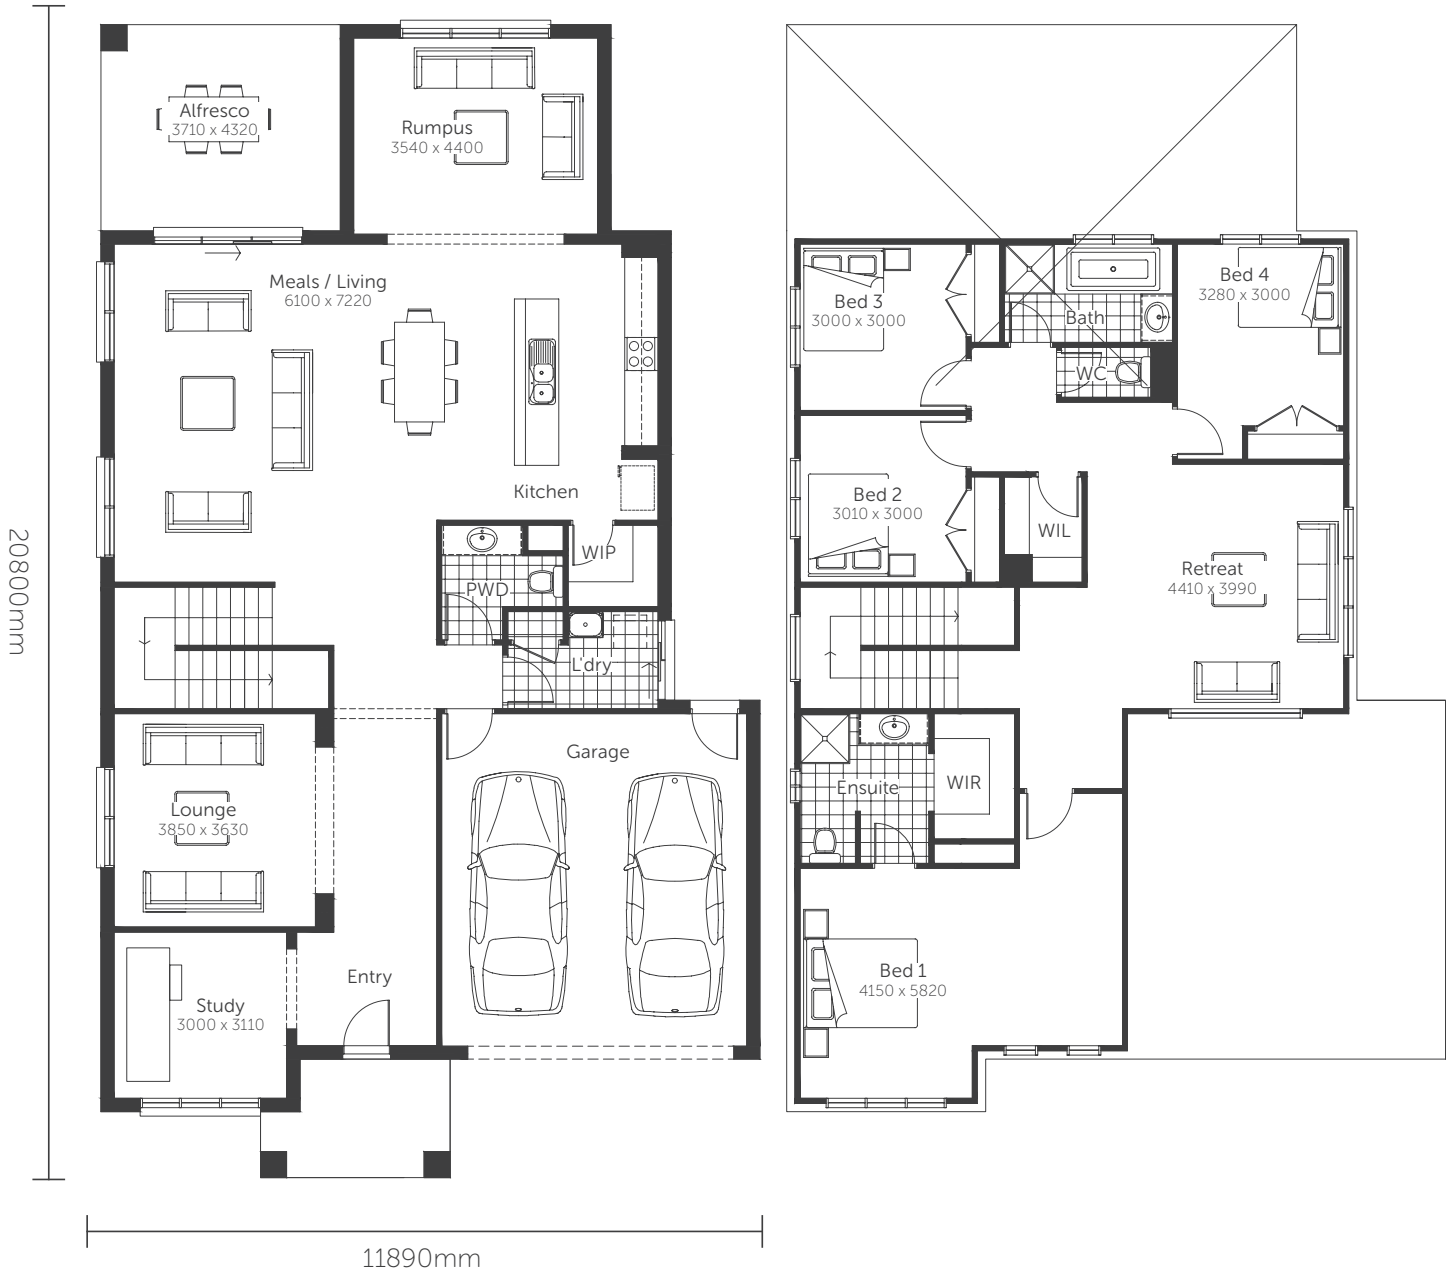 Alfresco
3710 x 4320
Rumpus
3540 x 4400
Meals / Living
6100 x 7220
Kitchen
WIP
PWD
L'dry
Garage
Lounge
3850 x 3630
Entry
Study
3000 x 3110
20800mm
11890mm
Bed 3
3000 x 3000
Bath
Bed 4
3280 x 3000
WC
Bed 2
3010 x 3000
WIL
Retreat
4410 x 3990
Ensuite
WIR
Bed 1
4150 x 5820